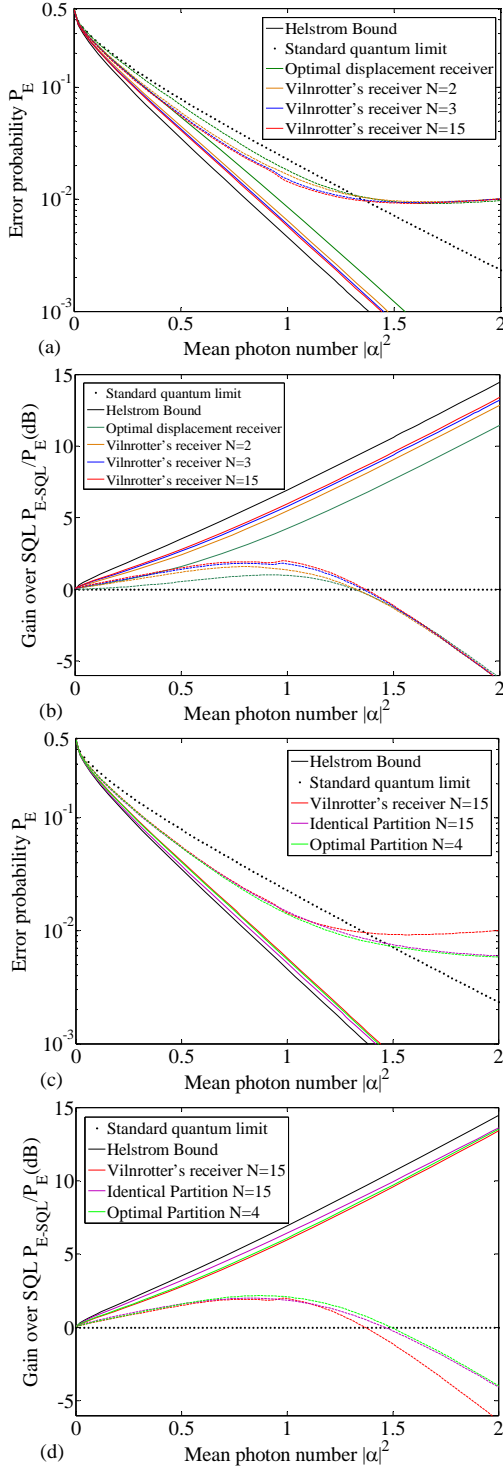 0.5
10^-1
10^-2
10^-3
Error probability P_E
Helstrom Bound
Standard quantum limit
Optimal displacement receiver
Vilnrotter's receiver N=2
Vilnrotter's receiver N=3
Vilnrotter's receiver N=15
0 0.5 1 1.5 2
Mean photon number |α|^2
(a)
15
10
5
0
-5
Gain over SQL P_E-SQL/P_E(dB)
Standard quantum limit
Helstrom Bound
Optimal displacement receiver
Vilnrotter's receiver N=2
Vilnrotter's receiver N=3
Vilnrotter's receiver N=15
0 0.5 1 1.5 2
Mean photon number |α|^2
(b)
0.5
10^-1
10^-2
10^-3
Error probability P_E
Helstrom Bound
Standard quantum limit
Vilnrotter's receiver N=15
Identical Partition N=15
Optimal Partition N=4
0 0.5 1 1.5 2
Mean photon number |α|^2
(c)
15
10
5
0
-5
Gain over SQL P_E-SQL/P_E(dB)
Standard quantum limit
Helstrom Bound
Vilnrotter's receiver N=15
Identical Partition N=15
Optimal Partition N=4
0 0.5 1 1.5 2
Mean photon number |α|^2
(d)